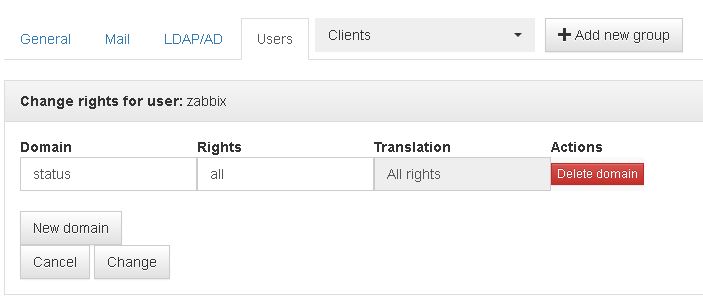 General Mail LDAP/AD Users Clients Add new group
Change rights for user: zabbix
Domain Rights Translation Actions
status all All rights Delete domain
New domain
Cancel Change